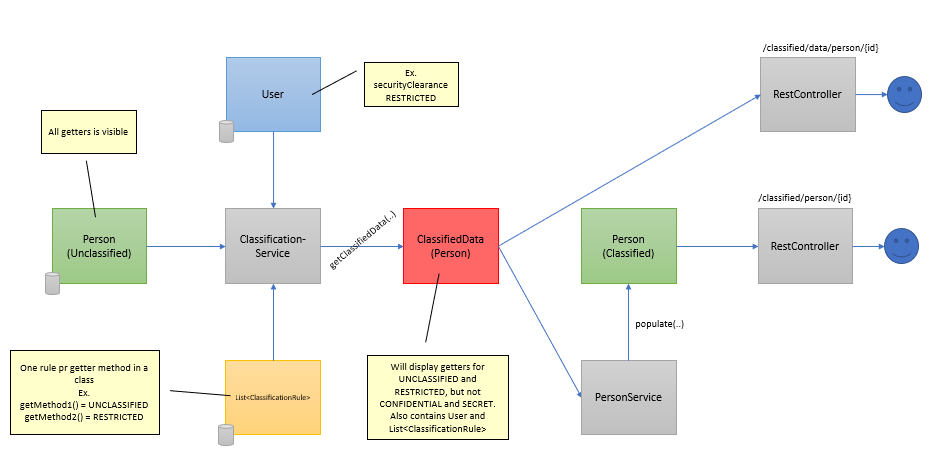 /classified/data/person/{id}
User
Ex.
securityClearance
RESTRICTED
RestController
All getters is visible
/classified/person/{id}
Person
(Unclassified)
Classification-
Service
getClassifiedData(..)
ClassifiedData
(Person)
Person
(Classified)
RestController
populate(..)
One rule pr getter method in a
class
Ex.
getMethod1() = UNCLASSIFIED
getMethod2() = RESTRICTED
List<ClassificationRule>
Will display getters for
UNCLASSIFIED and
RESTRICTED, but not
CONFIDENTIAL and SECRET.
Also contains User and
List<ClassificationRule>
PersonService